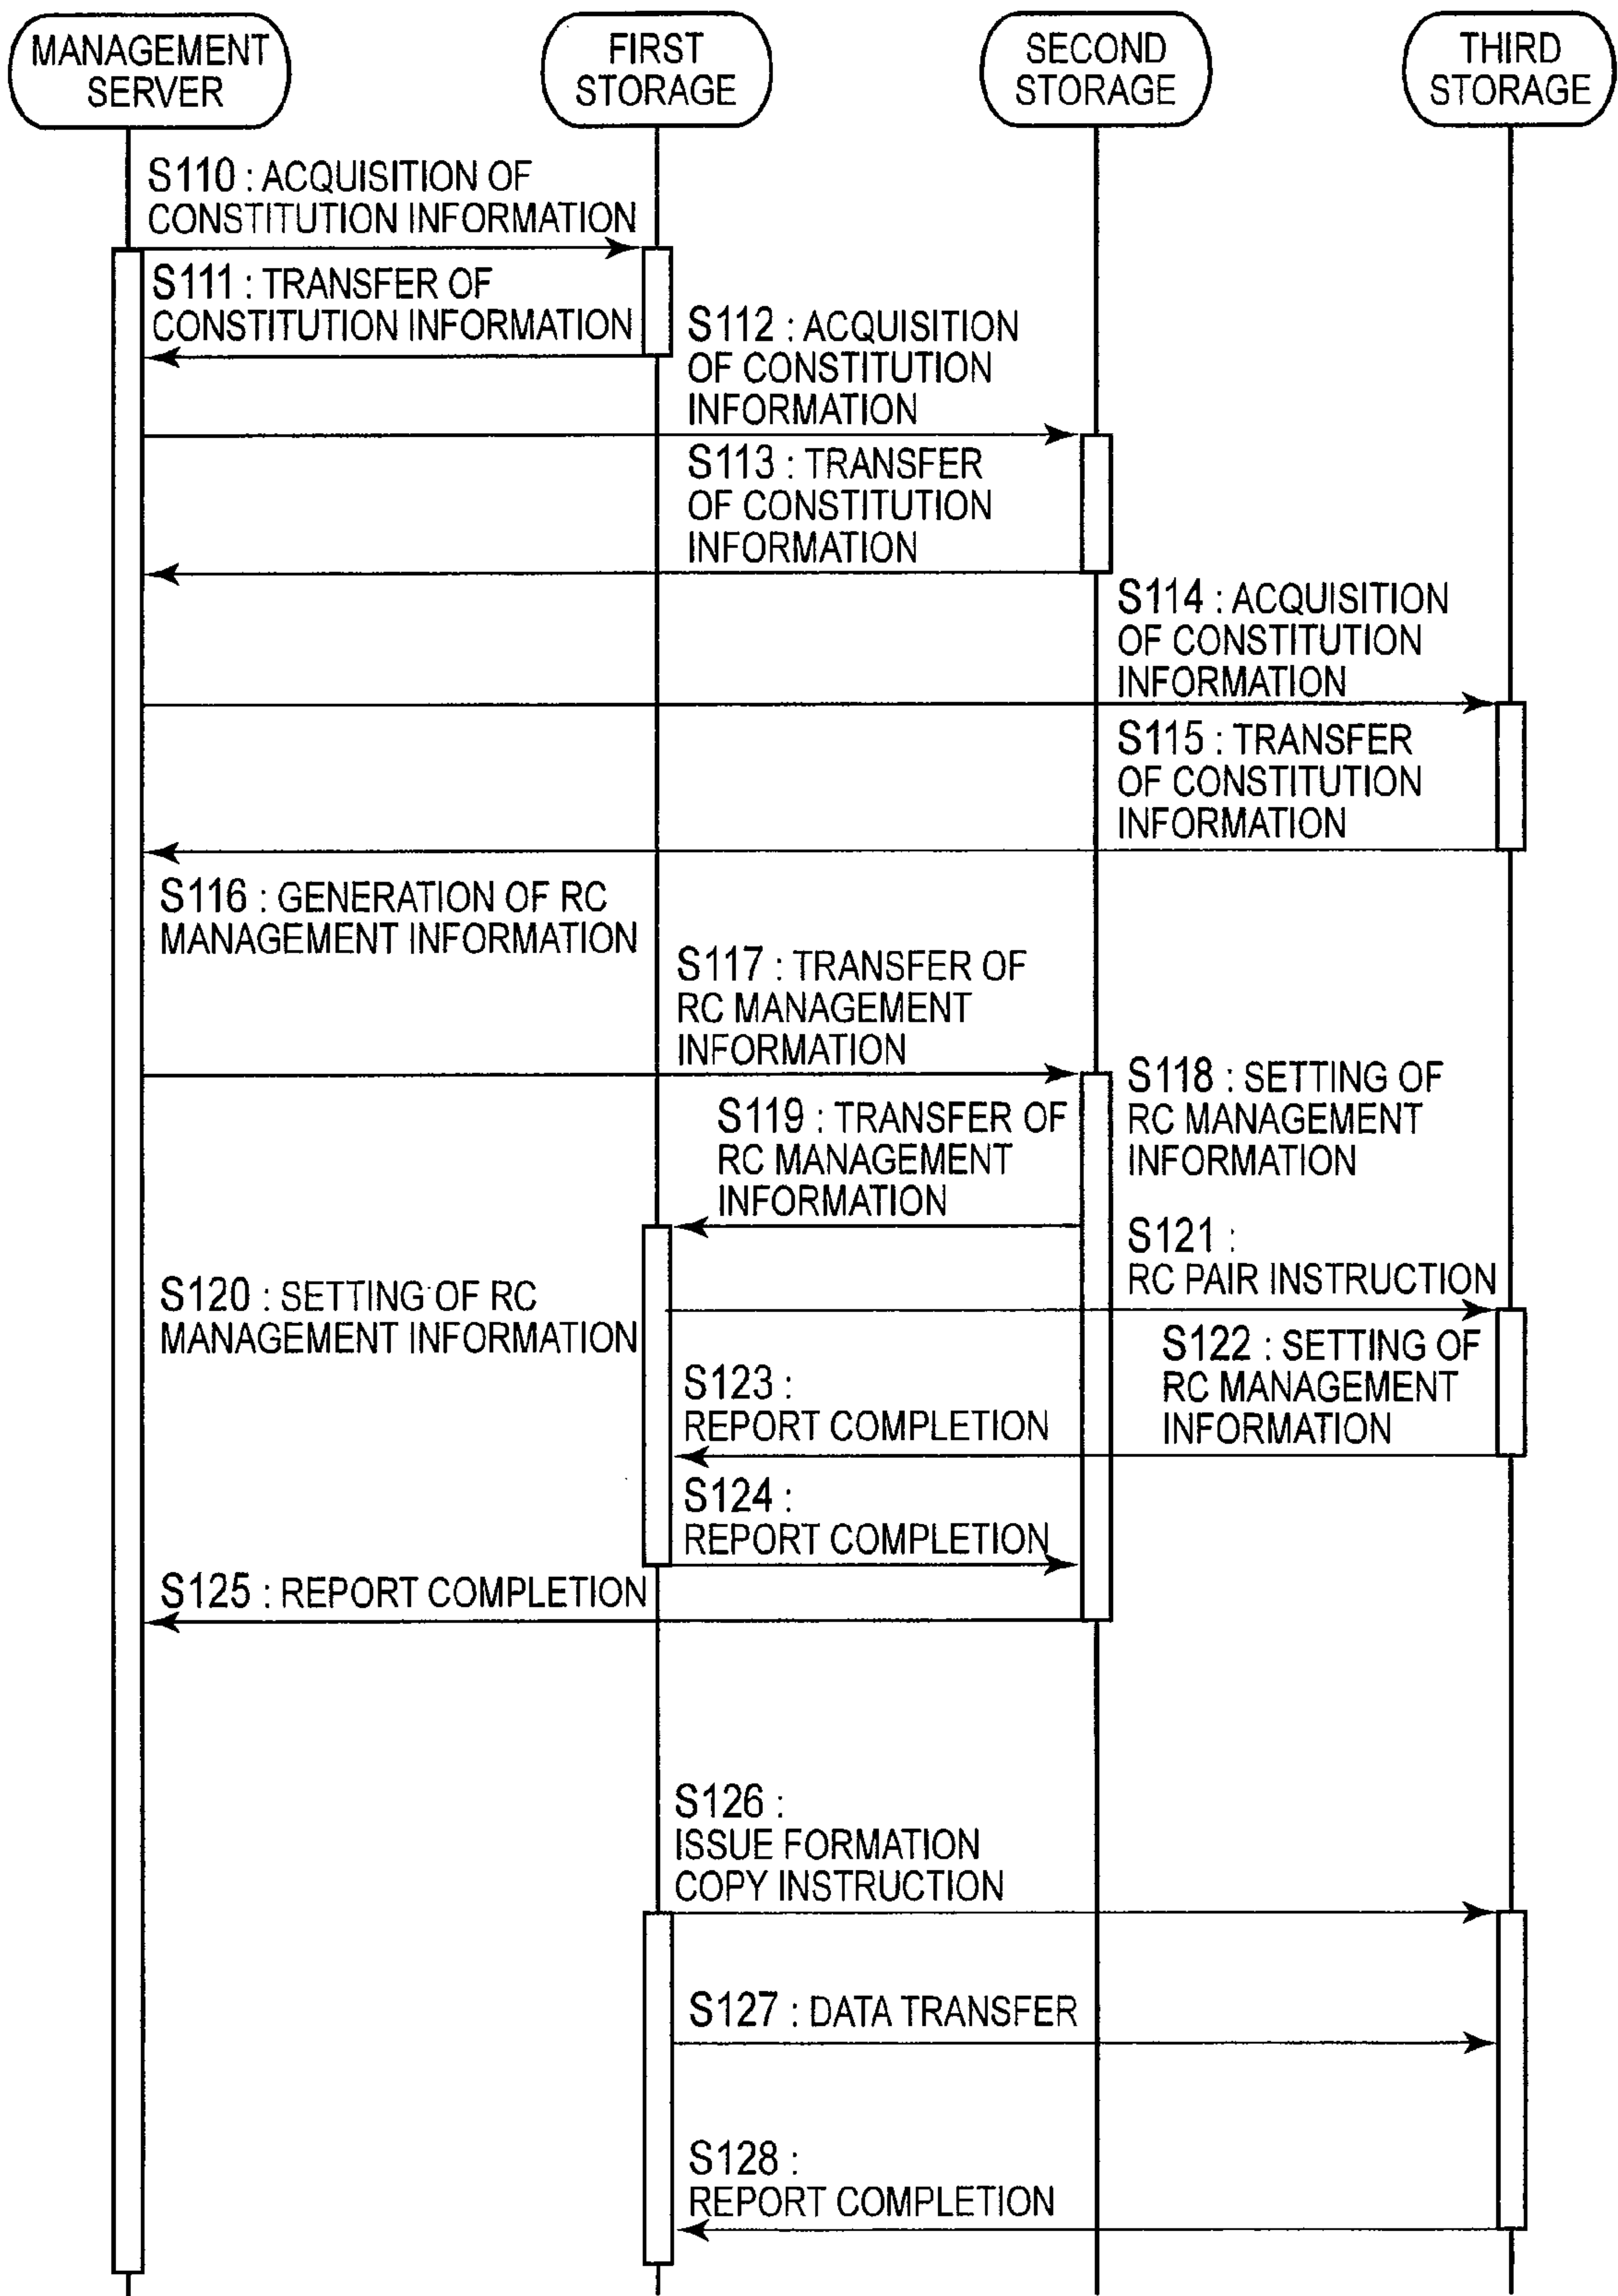 MANAGEMENT
SERVER
FIRST
STORAGE
SECOND
STORAGE
THIRD
STORAGE
S110 : ACQUISITION OF
CONSTITUTION INFORMATION
S111 : TRANSFER OF
CONSTITUTION INFORMATION
S112 : ACQUISITION
OF CONSTITUTION
INFORMATION
S113 : TRANSFER
OF CONSTITUTION
INFORMATION
S114 : ACQUISITION
OF CONSTITUTION
INFORMATION
S115 : TRANSFER
OF CONSTITUTION
INFORMATION
S116 : GENERATION OF RC
MANAGEMENT INFORMATION
S117 : TRANSFER OF
RC MANAGEMENT
INFORMATION
S118 : SETTING OF
RC MANAGEMENT
INFORMATION
S119 : TRANSFER OF
RC MANAGEMENT
INFORMATION
S120 : SETTING OF RC
MANAGEMENT INFORMATION
S121 :
RC PAIR INSTRUCTION
S122 : SETTING OF
RC MANAGEMENT
INFORMATION
S123 :
REPORT COMPLETION
S124 :
REPORT COMPLETION
S125 : REPORT COMPLETION
S126 :
ISSUE FORMATION
COPY INSTRUCTION
S127 : DATA TRANSFER
S128 :
REPORT COMPLETION